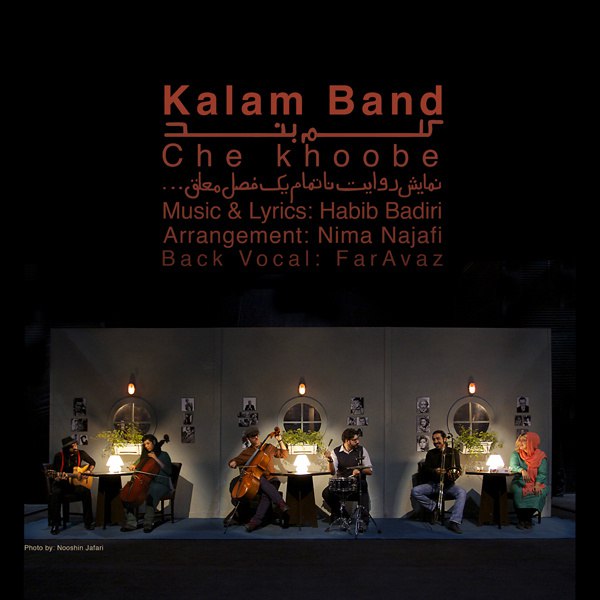 Kalam Band
کلم بند
Che khoobe
نمایش روایت ناتمام یک فصل معلق...
Music & Lyrics: Habib Badiri
Arrangement: Nima Najafi
Back Vocal: FarAvaz
Photo by: Nooshin Jafari